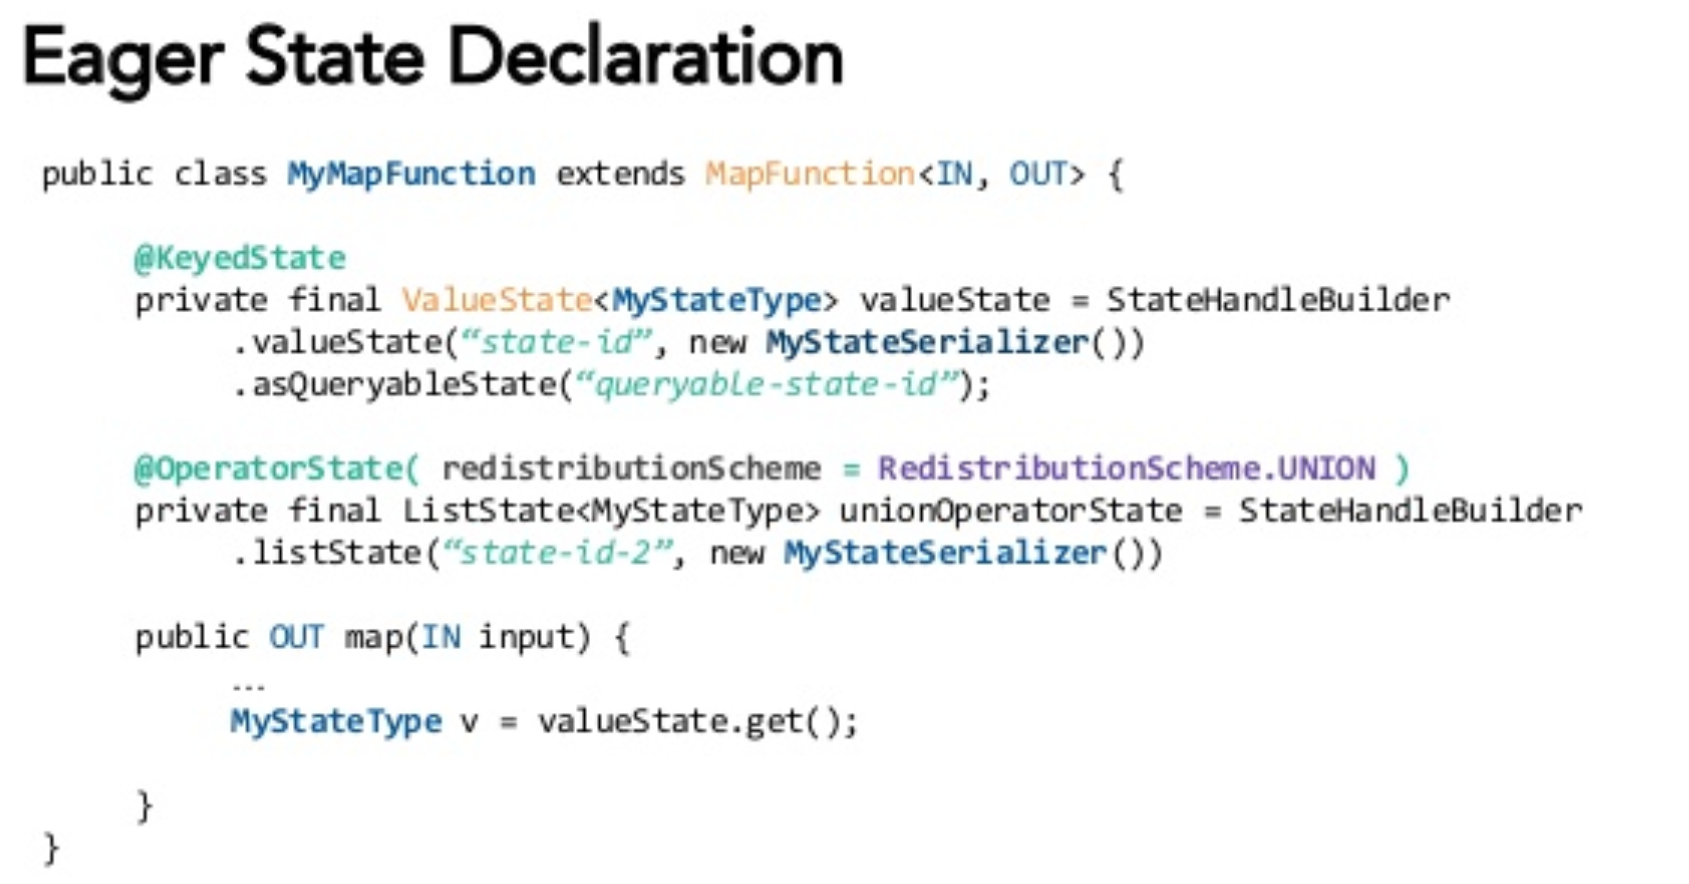 Eager State Declaration
public class MyMapFunction extends MapFunction<IN, OUT> {
@KeyedState
private final ValueState<MyStateType> valueState = StateHandleBuilder
.valueState(“state-id”, new MyStateSerializer())
.asQueryableState(“queryable-state-id”);
@OperatorState( redistributionScheme = RedistributionScheme.UNION )
private final ListState<MyStateType> unionOperatorState = StateHandleBuilder
.listState(“state-id-2”, new MyStateSerializer())
public OUT map(IN input) {
...
MyStateType v = valueState.get();
}
}